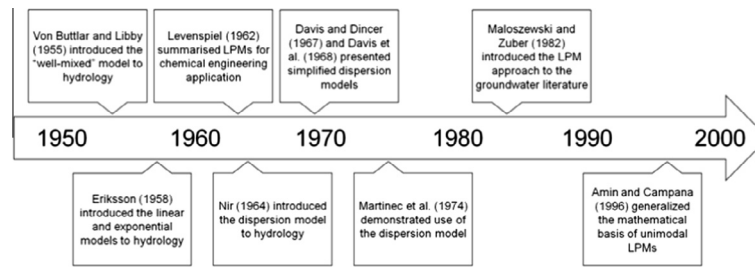 Von Buttlar and Libby
(1955) introduced the
“well-mixed” model to
hydrology
Levenspiel (1962)
summarised LPMs for
chemical engineering
application
Davis and Dincer
(1967) and Davis et
al. (1968) presented
simplified dispersion
models
Maloszewski and
Zuber (1982)
introduced the LPM
approach to the
groundwater literature
1950 1960 1970 1980 1990 2000
Eriksson (1958)
introduced the linear
and exponential
models to hydrology
Nir (1964) introduced
the dispersion model
to hydrology
Martinec et al. (1974)
demonstrated use of
the dispersion model
Amin and Campana
(1996) generalized
the mathematical
basis of unimodal
LPMs